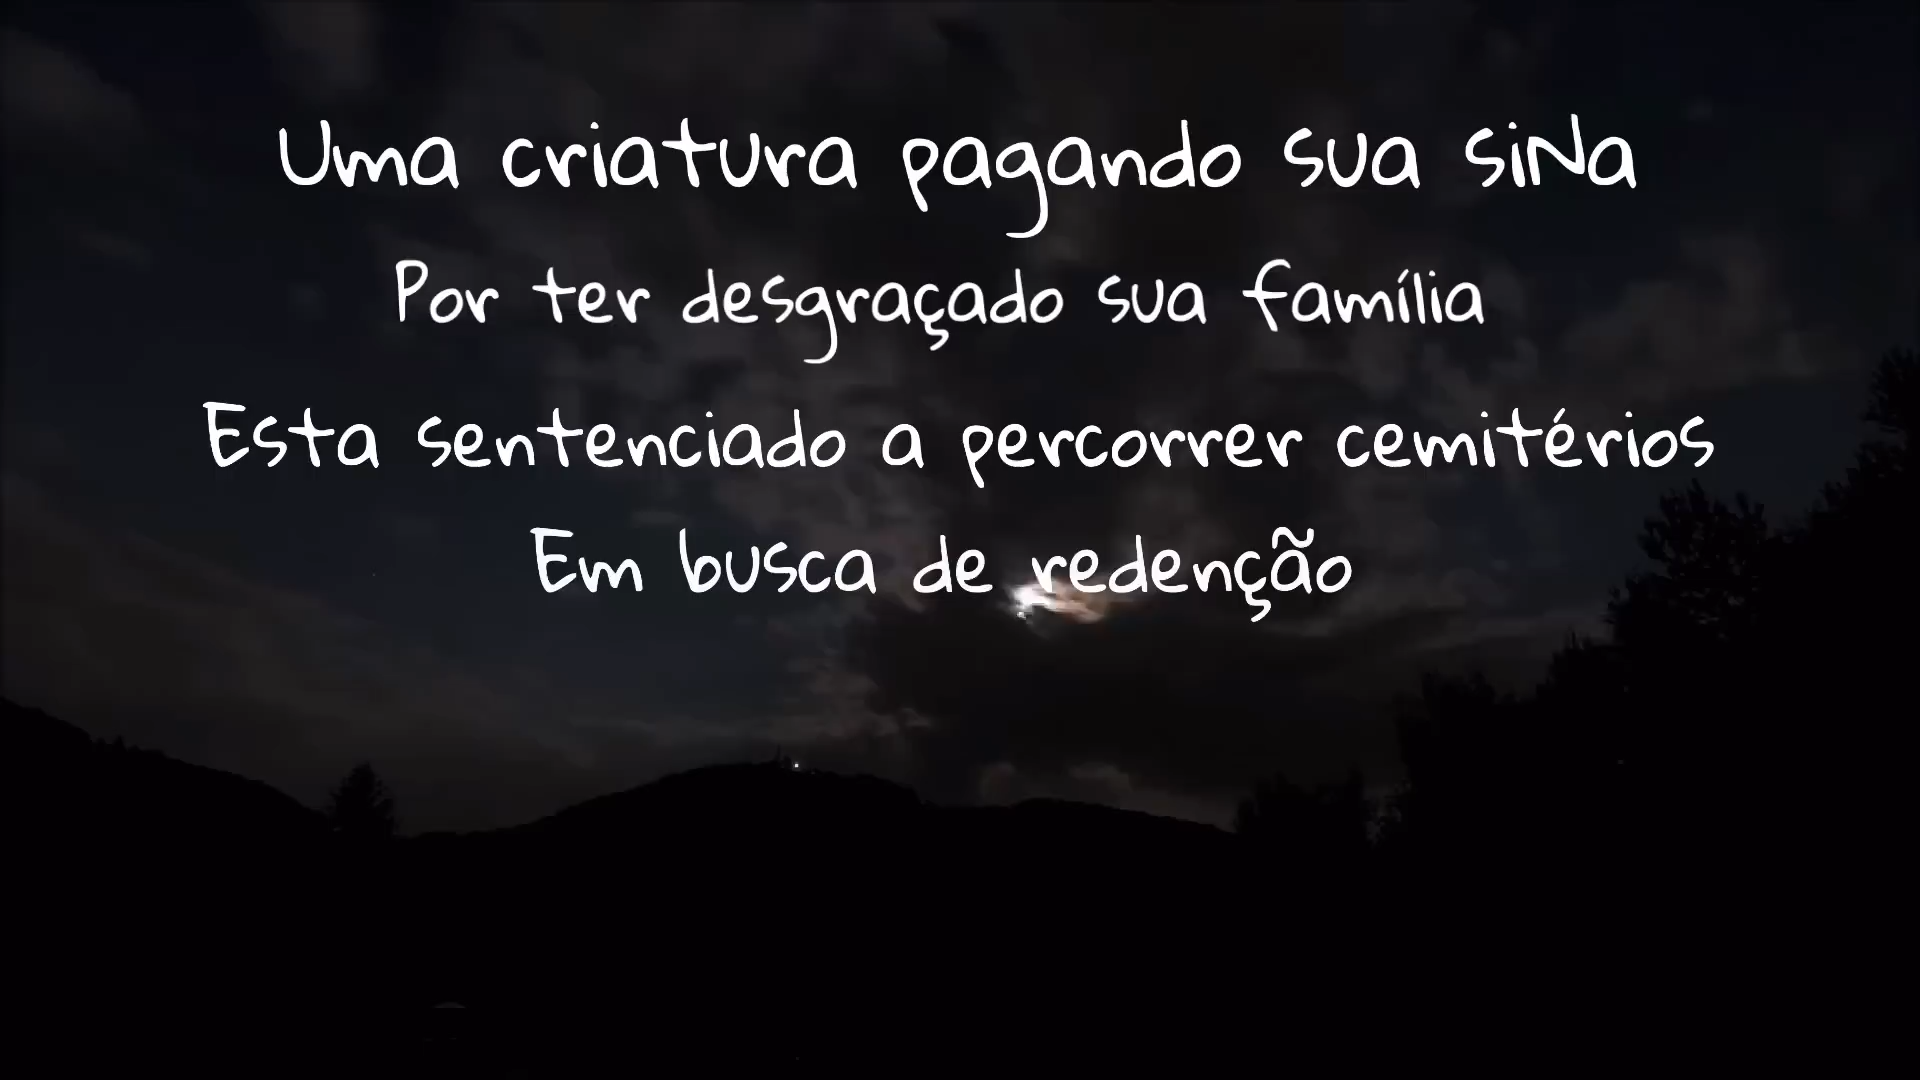 Uma criatura pagando sua siNa
Por ter desgraçado sua família
Esta sentenciado a percorrer cemitérios
Em busca de redenção